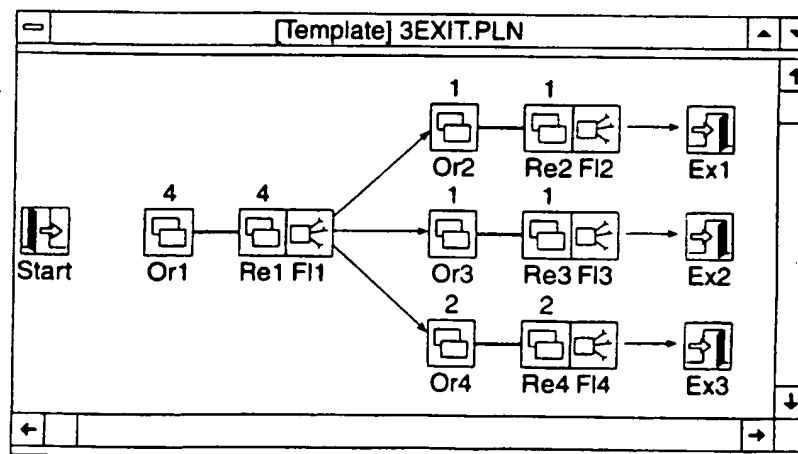 [Template] 3EXIT.PLN
1 1
Or2 Re2 Fl2 Ex1
4 4 1 1
Start Or1 Re1 Fl1 Or3 Re3 Fl3 Ex2
2 2
Or4 Re4 Fl4 Ex3